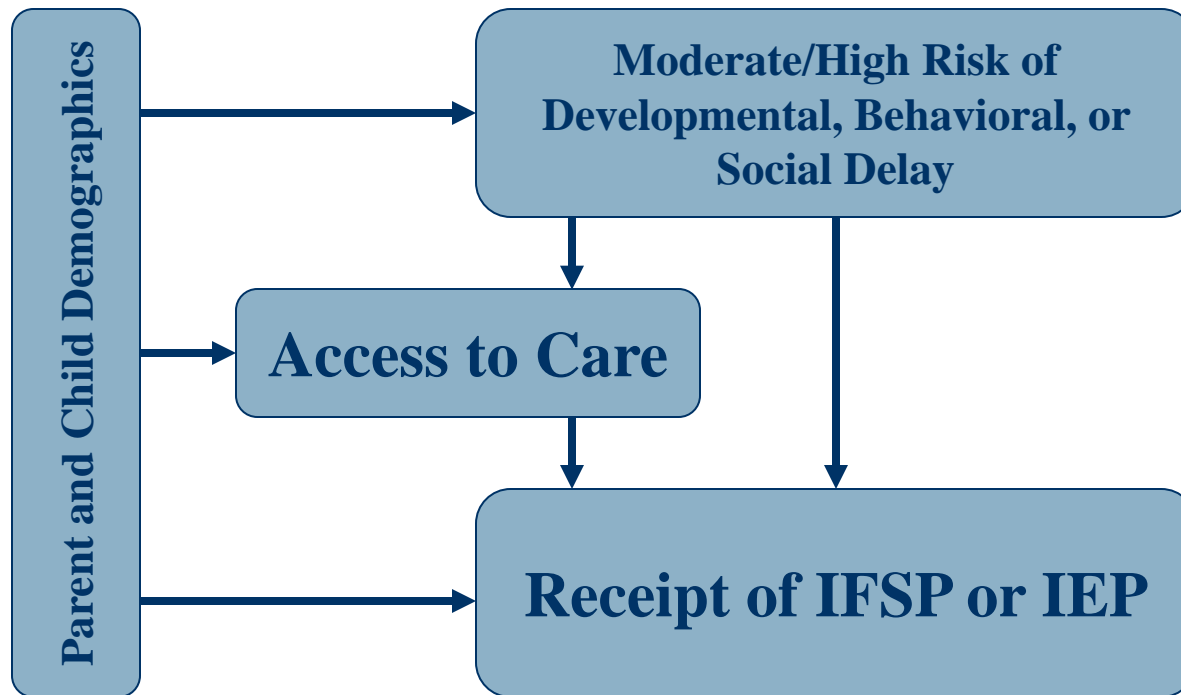 Parent and Child Demographics
Moderate/High Risk of
Developmental, Behavioral, or
Social Delay
Access to Care
Receipt of IFSP or IEP